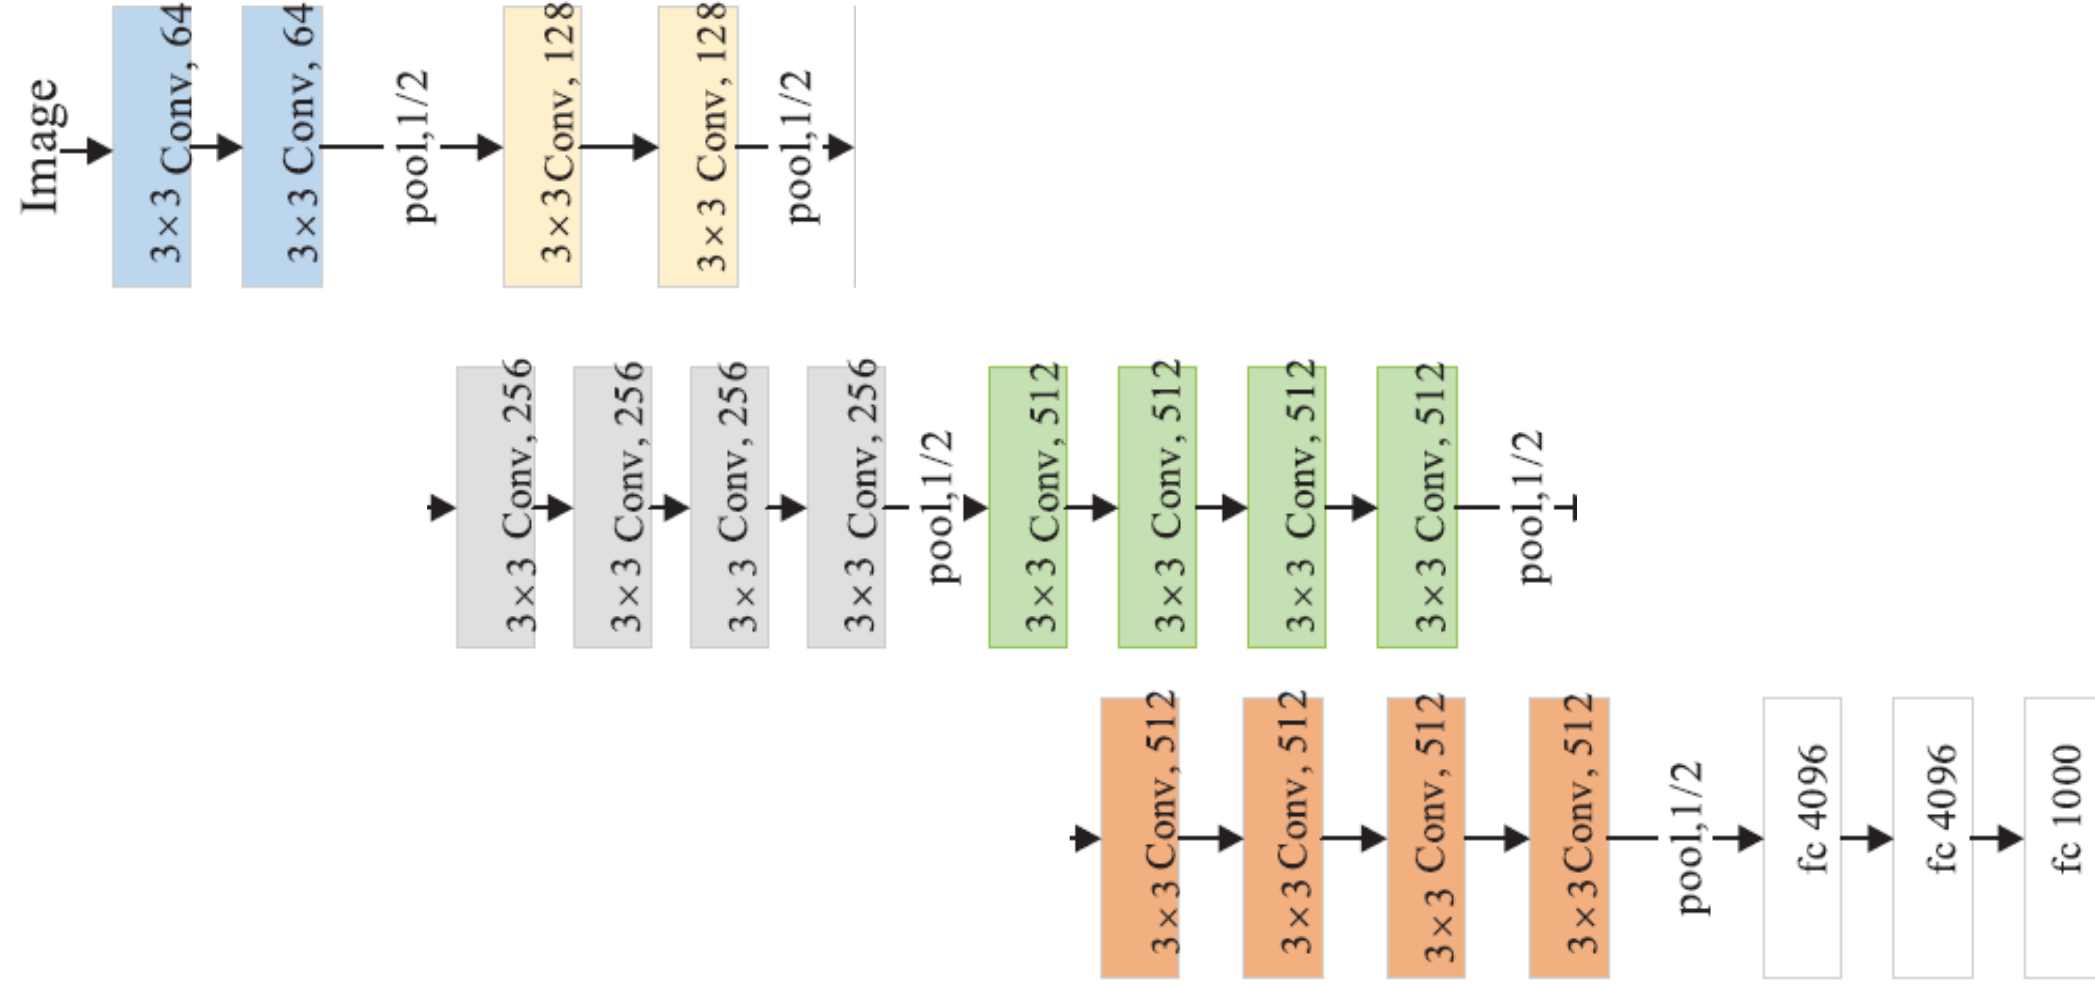 Image
3×3 Conv, 64
3×3 Conv, 64
pool,1/2
3×3Conv, 128
3×3 Conv, 128
pool,1/2
3×3 Conv, 256
3×3 Conv, 256
3×3 Conv, 256
3×3 Conv, 256
pool,1/2
3×3 Conv, 512
3×3 Conv, 512
3×3 Conv, 512
3×3 Conv, 512
pool,1/2
3×3 Conv, 512
3×3 Conv, 512
3×3 Conv, 512
3×3 Conv, 512
pool,1/2
fc 4096
fc 4096
fc 1000